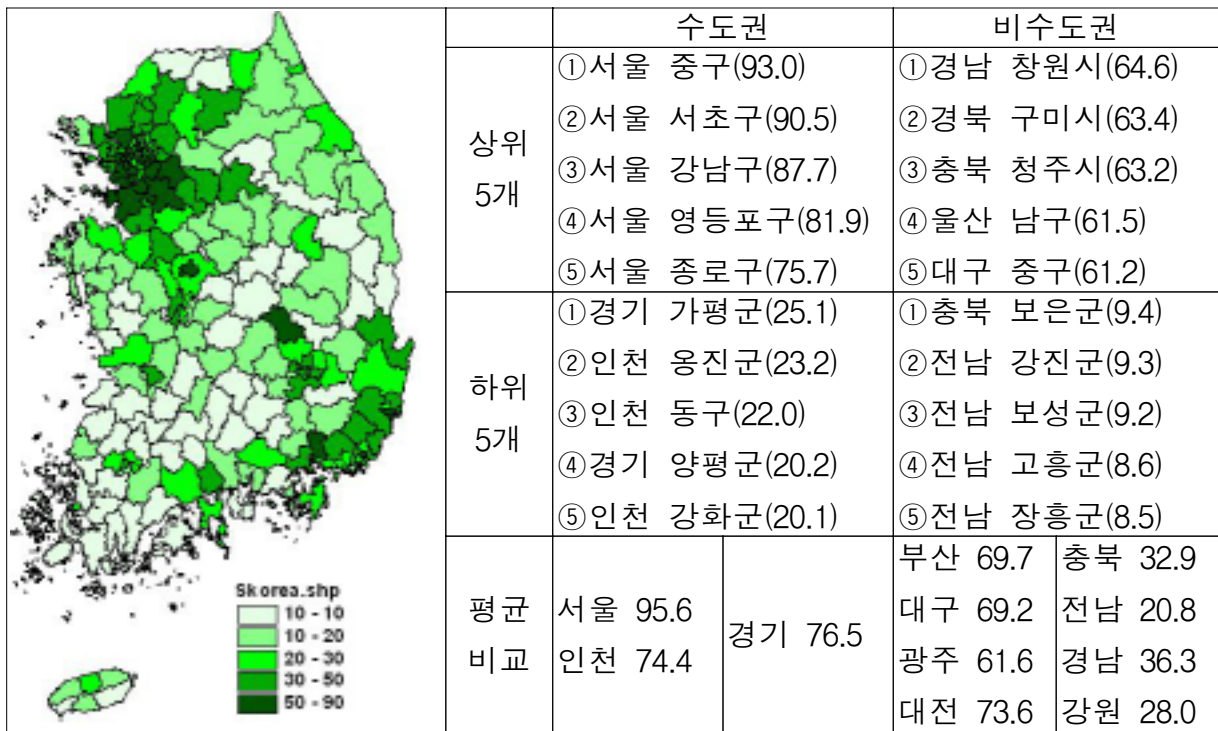 수도권 비수도권
상위
5개
①서울 중구(93.0)
②서울 서초구(90.5)
③서울 강남구(87.7)
④서울 영등포구(81.9)
⑤서울 종로구(75.7)
①경남 창원시(64.6)
②경북 구미시(63.4)
③충북 청주시(63.2)
④울산 남구(61.5)
⑤대구 중구(61.2)
하위
5개
①경기 가평군(25.1)
②인천 옹진군(23.2)
③인천 동구(22.0)
④경기 양평군(20.2)
⑤인천 강화군(20.1)
①충북 보은군(9.4)
②전남 강진군(9.3)
③전남 보성군(9.2)
④전남 고흥군(8.6)
⑤전남 장흥군(8.5)
평균
비교
서울 95.6
인천 74.4
경기 76.5
부산 69.7
대구 69.2
광주 61.6
대전 73.6
충북 32.9
전남 20.8
경남 36.3
강원 28.0
Skorea.shp
10 - 10
10 - 20
20 - 30
30 - 50
50 - 90